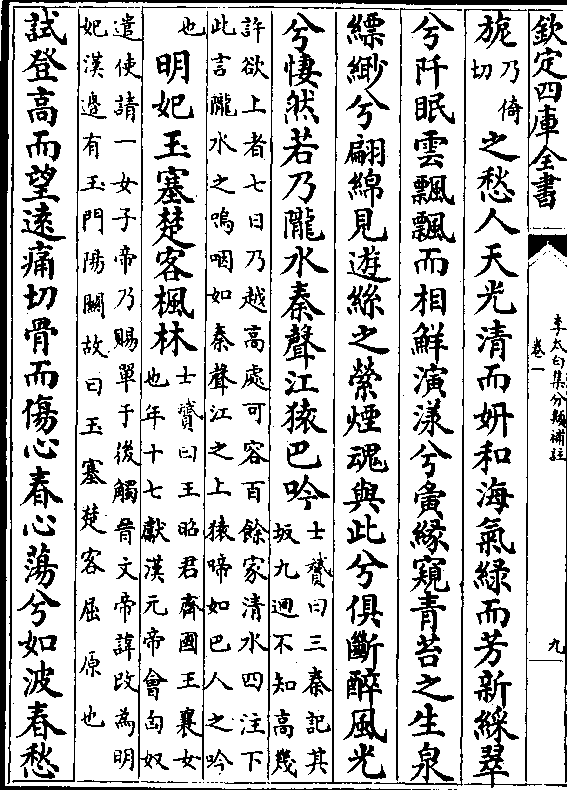 欽定四庫全書
李太白集分類補註
卷一
九
旎
乃倚
切
之愁人天光清而妍和海氣綠而芳新綵翠
兮阡眠雲飄飄而相鮮演漾兮夤緣窺青苔之生泉
縹緲兮翩綿見遊絲之縈煙魂與此兮俱斷醉風光
兮悽然若乃隴水秦聲江猿巴吟
士贇曰三秦記其
坂九迴不知高幾
許欲上者七日乃越高處可容百餘家清水四注下
此言隴水之嗚咽如秦聲江之上猿啼如巴人之吟
也
明妃玉塞楚客楓林
士贇曰王昭君齊國王襄女
也年十七獻漢元帝會匈奴
遣使請一女子帝乃賜單于後觸晉文帝諱改為明
妃漢邊有玉門陽關故曰玉塞楚客屈原也
試登高而望遠痛切骨而傷心春心蕩兮如波春愁